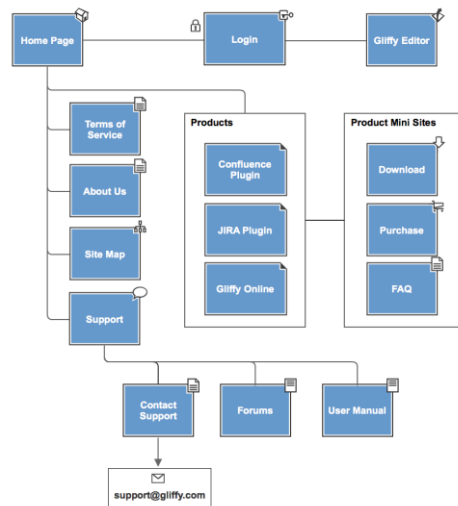 Home Page
Login
Gliffy Editor
Terms of
Service
About Us
Site Map
Support
Products
Confluence
Plugin
JIRA Plugin
Gliffy Online
Product Mini Sites
Download
Purchase
FAQ
Contact
Support
Forums
User Manual
support@gliffy.com